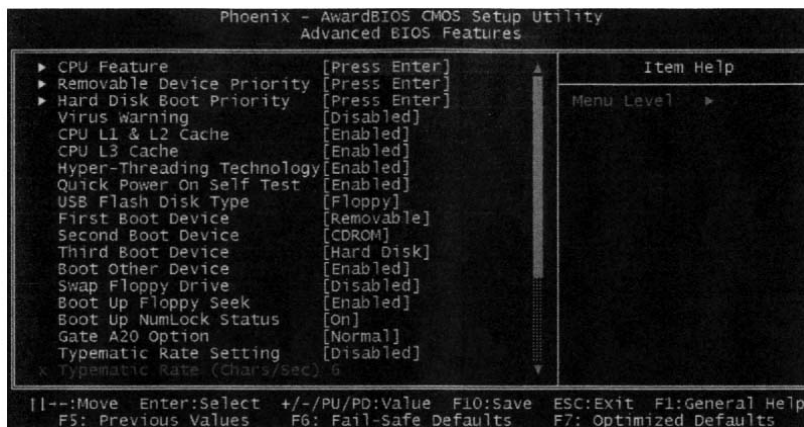 Phoenix - AwardBIOS CMOS Setup Utility
Advanced BIOS Features
► CPU Feature [Press Enter]
► Removable Device Priority [Press Enter]
► Hard Disk Boot Priority [Press Enter]
Virus Warning [Disabled]
CPU L1 & L2 Cache [Enabled]
CPU L3 Cache [Enabled]
Hyper-Threading Technology[Enabled]
Quick Power On Self Test [Enabled]
USB Flash Disk Type [Floppy]
First Boot Device [Removable]
Second Boot Device [CDROM]
Third Boot Device [Hard Disk]
Boot Other Device [Enabled]
Swap Floppy Drive [Disabled]
Boot Up Floppy Seek [Enabled]
Boot Up NumLock Status [On]
Gate A20 Option [Normal]
Typematic Rate Setting [Disabled]
x Typematic Rate (Chars/Sec) 6
Item Help
Menu Level ►
||--:Move Enter:Select +/-/PU/PD:Value F10:Save ESC:Exit F1:General Help
F5: Previous Values F6: Fail-Safe Defaults F7: Optimized Defaults